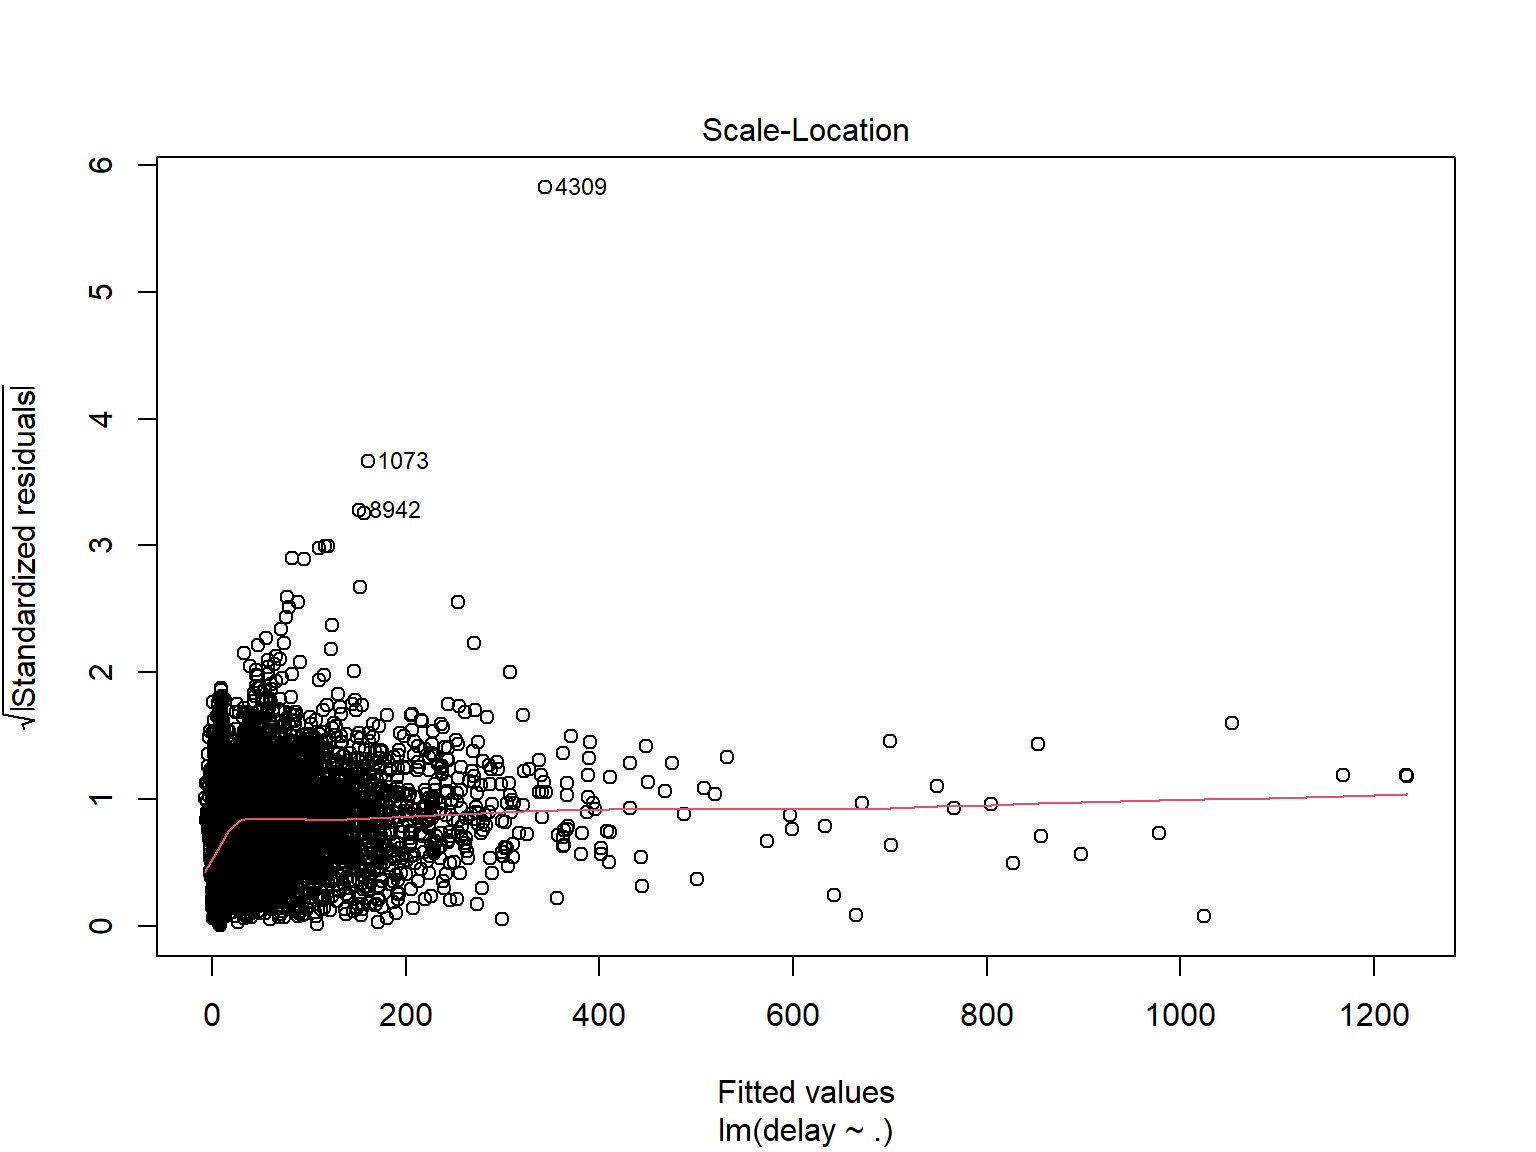 Scale-Location
√|Standardized residuals|
6
5
4
3
2
1
0
4309
1073
8942
0 200 400 600 800 1000 1200
Fitted values
lm(delay ~ .)